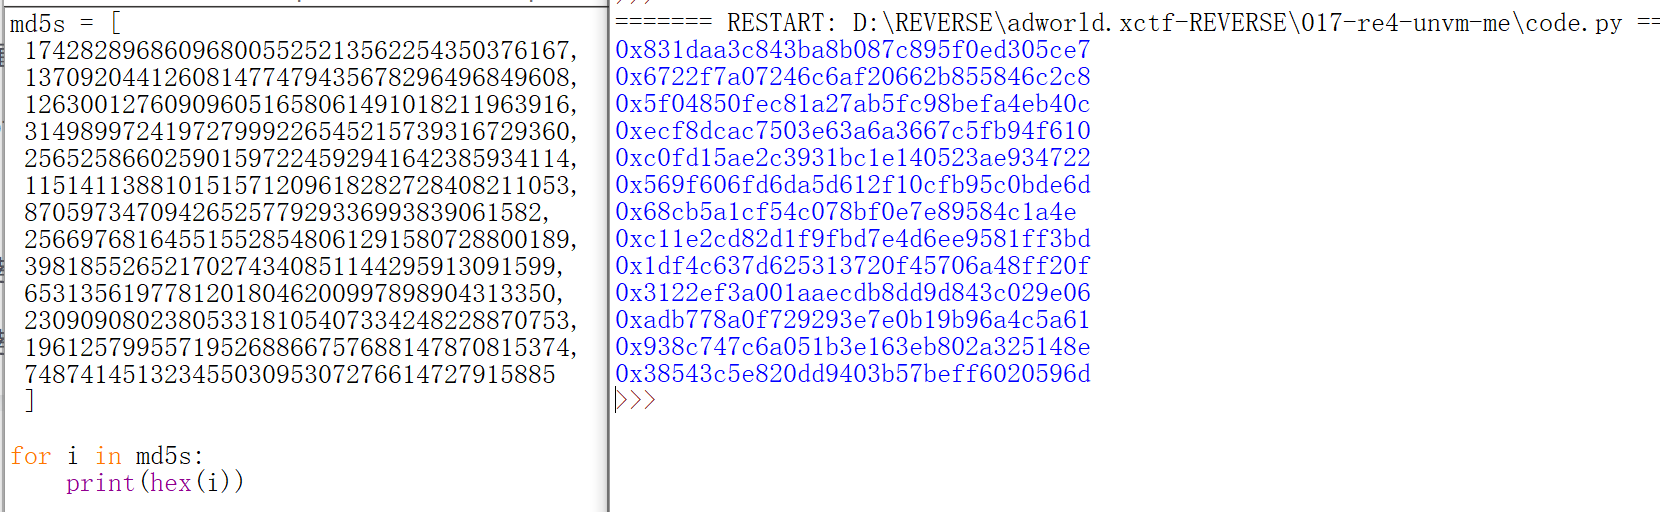 md5s = [
174282896860968005525213562254350376167,
137092044126081477479435678296496849608,
126300127609096051658061491018211963916,
314989972419727999226545215739316729360,
256525866025901597224592941642385934114,
115141138810151571209618282728408211053,
8705973470942652577929336993839061582,
256697681645515528548061291580728800189,
39818552652170274340851144295913091599,
65313561977812018046200997898904313350,
230909080238053318105407334248228870753,
196125799557195268866757688147870815374,
74874145132345503095307276614727915885
]
for i in md5s:
    print(hex(i))
======= RESTART: D:\REVERSE\adworld.xctf-REVERSE\017-re4-unvm-me\code.py ==
0x831daa3c843ba8b087c895f0ed305ce7
0x6722f7a07246c6af20662b855846c2c8
0x5f04850fec81a27ab5fc98befa4eb40c
0xecf8dcac7503e63a6a3667c5fb94f610
0xc0fd15ae2c3931bc1e140523ae934722
0x569f606fd6da5d612f10cfb95c0bde6d
0x68cb5a1cf54c078bf0e7e89584c1a4e
0xc11e2cd82d1f9fbd7e4d6ee9581ff3bd
0x1df4c637d625313720f45706a48ff20f
0x3122ef3a001aaecdb8dd9d843c029e06
0xadb778a0f729293e7e0b19b96a4c5a61
0x938c747c6a051b3e163eb802a325148e
0x38543c5e820dd9403b57beff6020596d
>>>